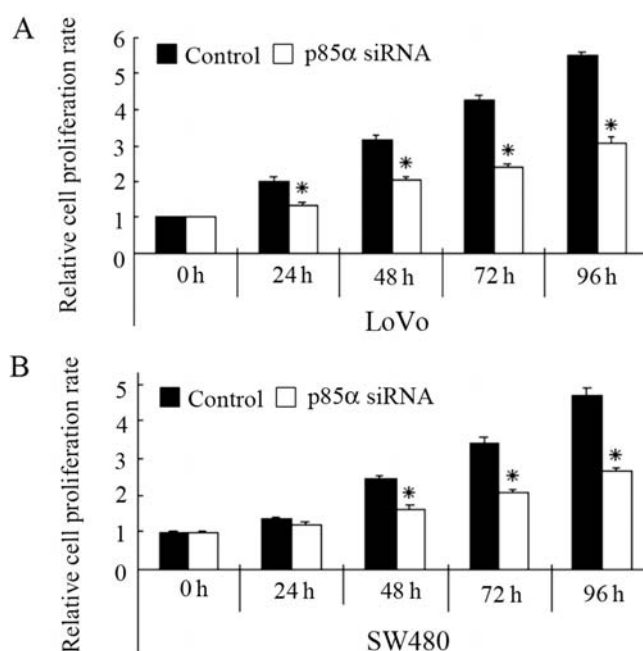 A
Relative cell proliferation rate
6
5
4
3
2
1
0
Control p85α siRNA
* * * *
0 h 24 h 48 h 72 h 96 h
LoVo
B
Relative cell proliferation rate
5
4
3
2
1
0
Control p85α siRNA
* * *
0 h 24 h 48 h 72 h 96 h
SW480